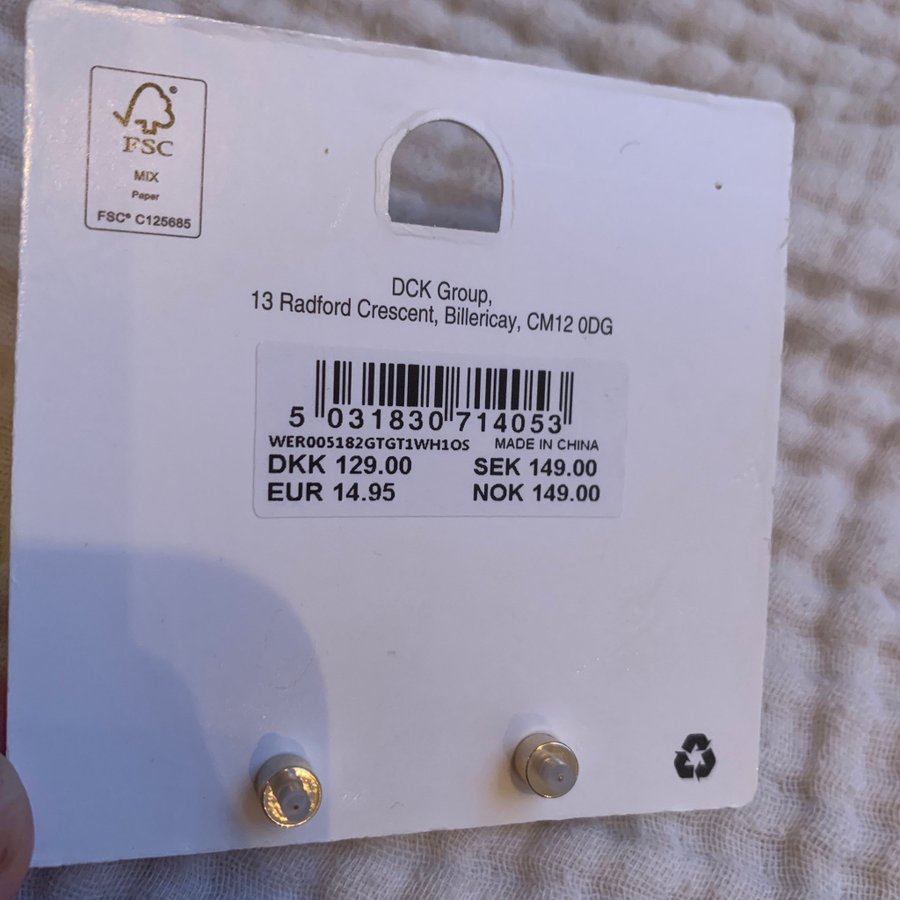 FSC®
MIX
Paper
FSC® C125685
DCK Group,
13 Radford Crescent, Billericay, CM12 0DG
5 031830 714053
WER005182GTGT1WH1OS MADE IN CHINA
DKK 129.00 SEK 149.00
EUR 14.95 NOK 149.00